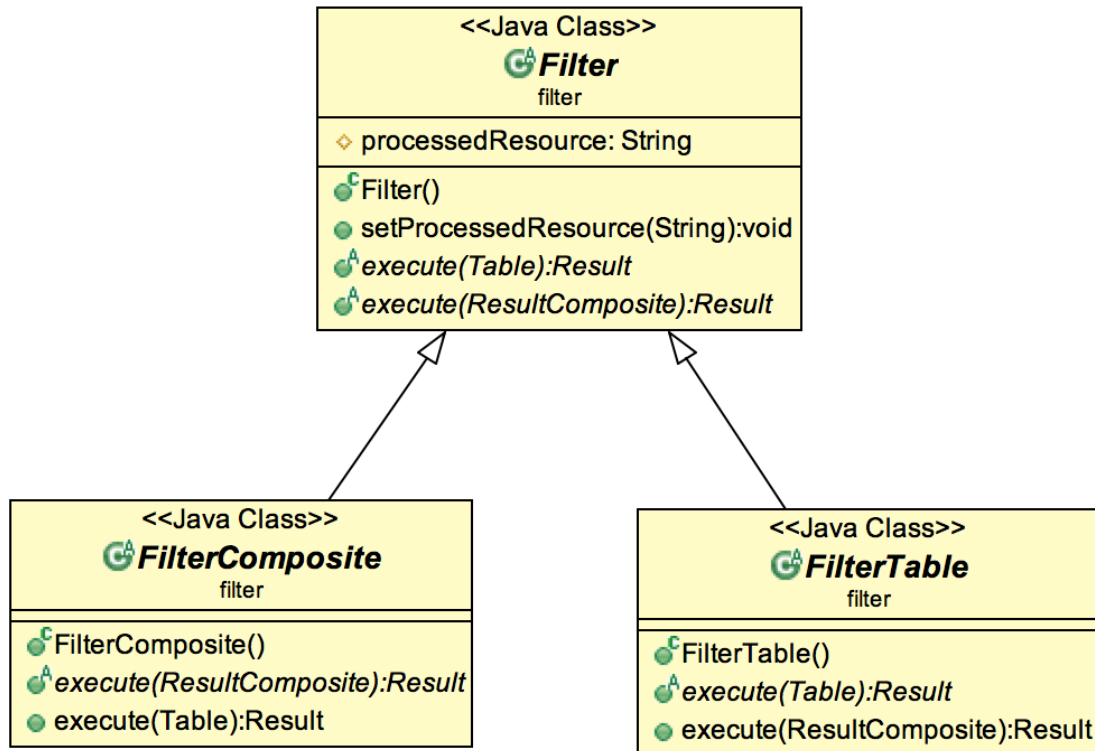 <<Java Class>>
Filter
filter
processedResource: String
Filter()
setProcessedResource(String):void
execute(Table):Result
execute(ResultComposite):Result
<<Java Class>>
FilterComposite
filter
FilterComposite()
execute(ResultComposite):Result
execute(Table):Result
<<Java Class>>
FilterTable
filter
FilterTable()
execute(Table):Result
execute(ResultComposite):Result